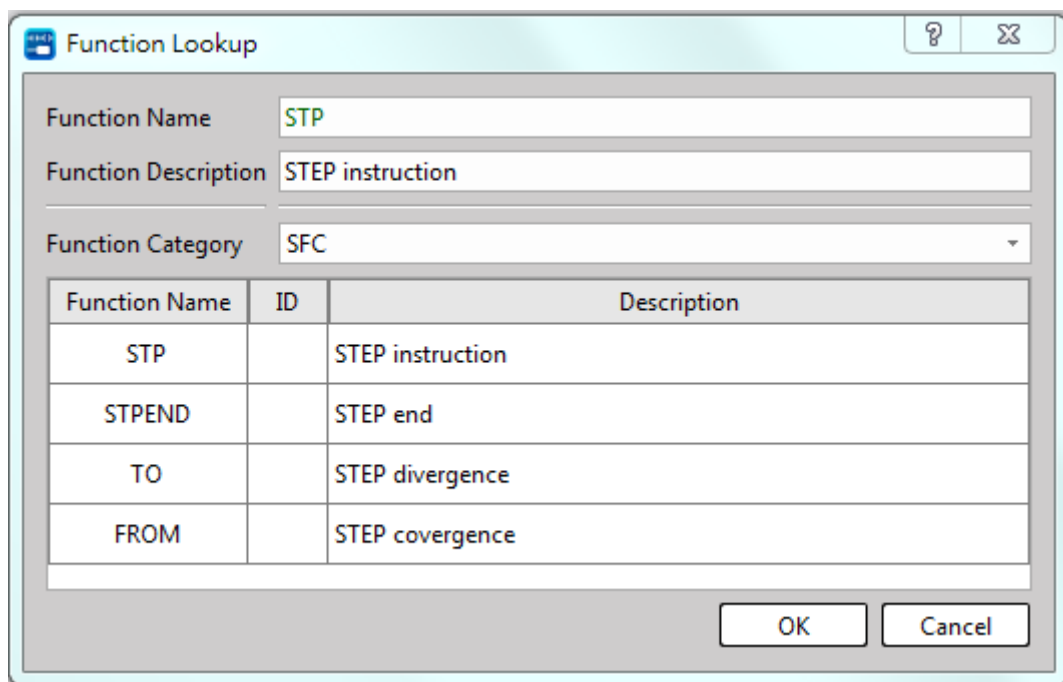 Function Lookup
Function Name STP
Function Description STEP instruction
Function Category SFC
Function Name ID Description
STP STEP instruction
STPEND STEP end
TO STEP divergence
FROM STEP covergence
OK Cancel